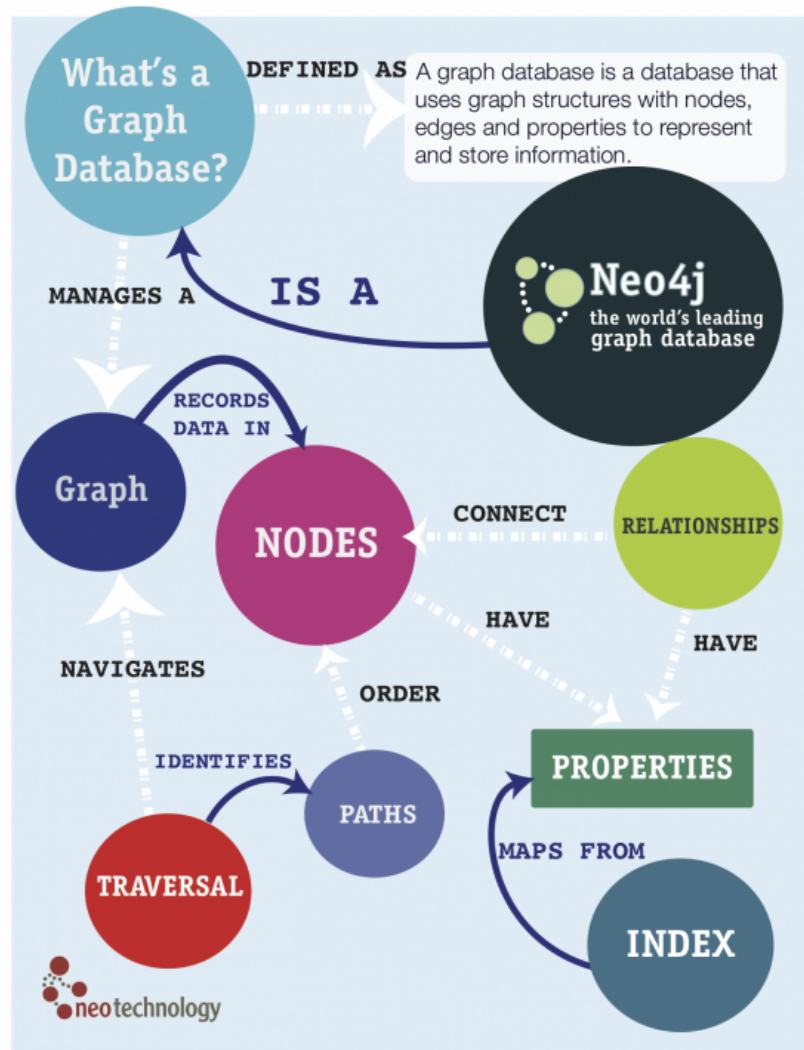 What's a
Graph
Database?
DEFINED AS
A graph database is a database that
uses graph structures with nodes,
edges and properties to represent
and store information.
MANAGES A
IS A
Neo4j
the world's leading
graph database
RECORDS
DATA IN
Graph
NODES
CONNECT
RELATIONSHIPS
HAVE
HAVE
NAVIGATES
ORDER
IDENTIFIES
PATHS
PROPERTIES
TRAVERSAL
MAPS FROM
INDEX
neotechnology